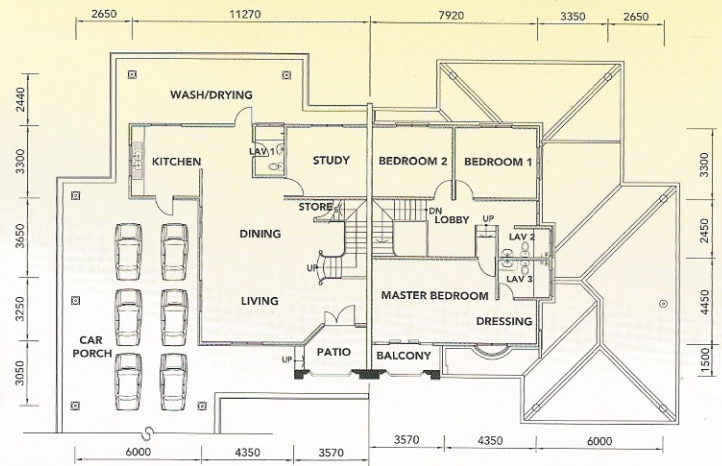 2650 11270 7920 3350 2650
2440
3300
3650
3250
3050
WASH/DRYING
KITCHEN
LAV 1
STUDY
BEDROOM 2
BEDROOM 1
STORE
DN
LOBBY
UP
DINING
LAV 2
UP
LAV 3
LIVING
MASTER BEDROOM
DRESSING
CAR
PORCH
UP
PATIO
BALCONY
3300
2450
4450
1500
3570 4350 6000
6000 4350 3570